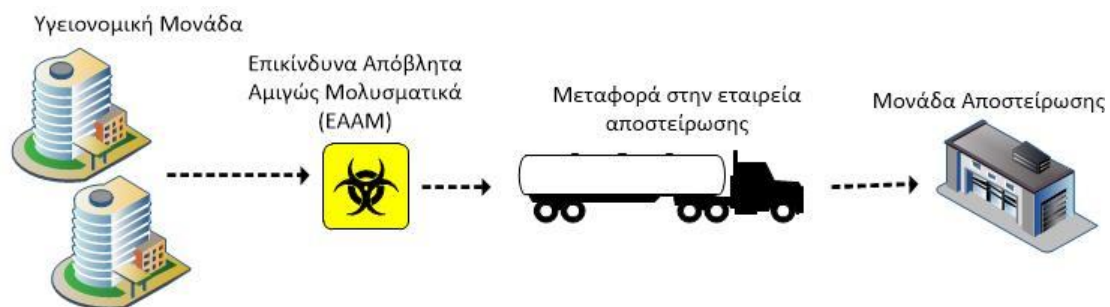 Υγειονομική Μονάδα
Επικίνδυνα Απόβλητα
Αμιγώς Μολυσματικά
(ΕΑΑΜ)
Μεταφορά στην εταιρεία
αποστείρωσης
Μονάδα Αποστείρωσης